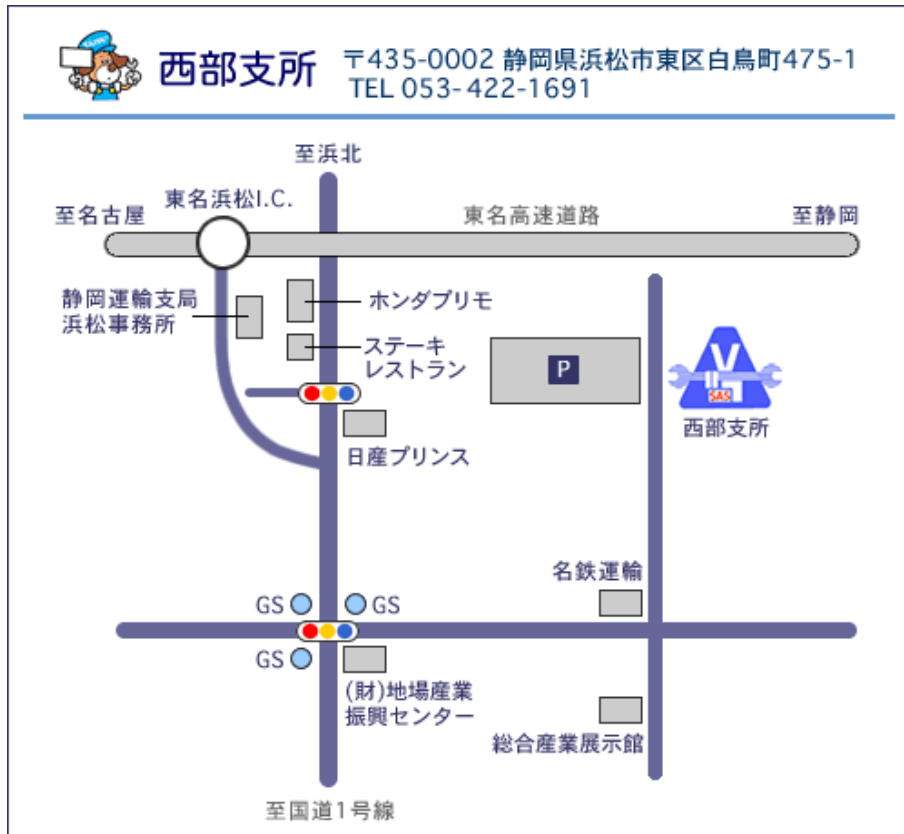 西部支所
〒435-0002 静岡県浜松市東区白鳥町475-1
TEL 053-422-1691
至浜北
東名浜松I.C.
至名古屋
東名高速道路
至静岡
静岡運輸支局
浜松事務所
ホンダプリモ
ステーキ
レストラン
P
V
T
SAS
西部支所
日産プリンス
名鉄運輸
GS
GS
GS
(財)地場産業
振興センター
総合産業展示館
至国道1号線